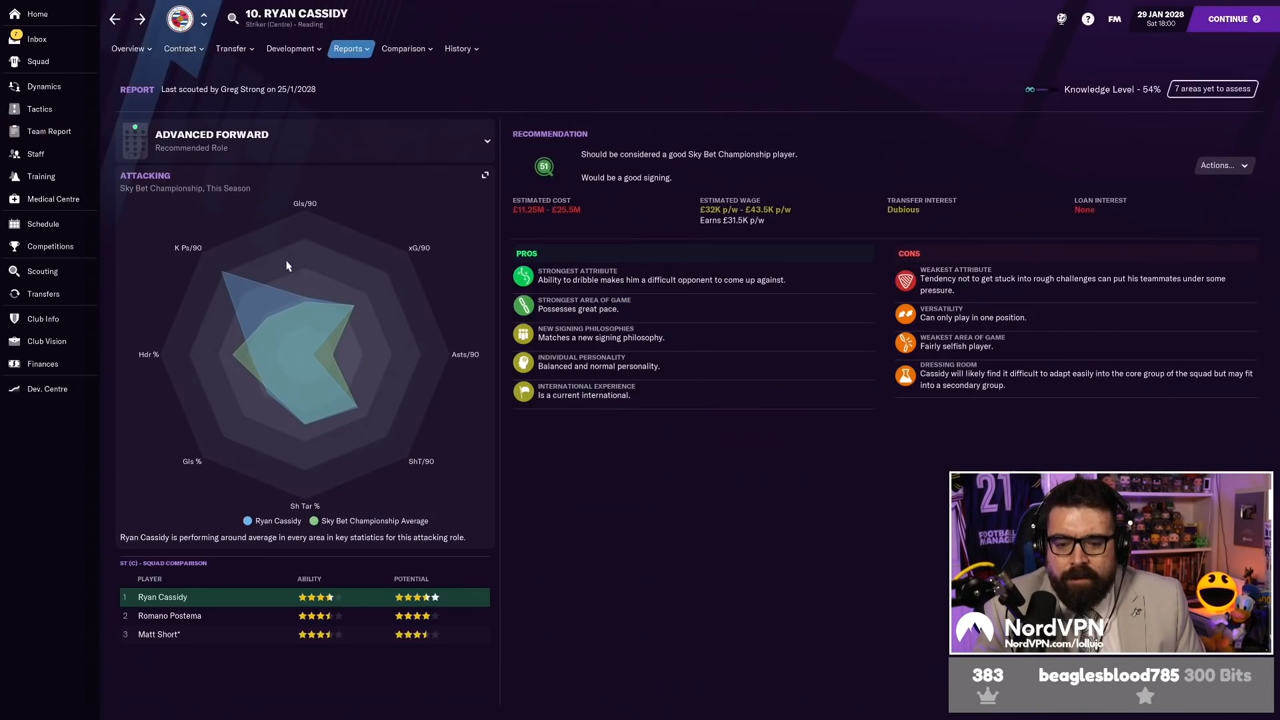 Home
7
Inbox
Squad
Dynamics
Tactics
Team Report
Staff
Training
Medical Centre
Schedule
Competitions
Scouting
Transfers
Club Info
Club Vision
Finances
Dev. Centre
10. RYAN CASSIDY
Striker (Centre) - Reading
?
FM
29 JAN 2028
Sat 18:00
CONTINUE
Overview
Contract
Transfer
Development
Reports
Comparison
History
REPORT
Last scouted by Greg Strong on 25/1/2028
Knowledge Level - 54%
7 areas yet to assess
ADVANCED FORWARD
Recommended Role
ATTACKING
Sky Bet Championship, This Season
Gls/90
K Ps/90
xG/90
Hdr %
Asts/90
Gls %
ShT/90
Sh Tar %
Ryan Cassidy
Sky Bet Championship Average
Ryan Cassidy is performing around average in every area in key statistics for this attacking role.
ST (C) - SQUAD COMPARISON
PLAYER ABILITY POTENTIAL
1 Ryan Cassidy
2 Romano Postema
3 Matt Short*
RECOMMENDATION
51
Should be considered a good Sky Bet Championship player.
Would be a good signing.
Actions...
ESTIMATED COST
£11.25M - £25.5M
ESTIMATED WAGE
£32K p/w - £43.5K p/w
Earns £31.5K p/w
TRANSFER INTEREST
Dubious
LOAN INTEREST
None
PROS
STRONGEST ATTRIBUTE
Ability to dribble makes him a difficult opponent to come up against.
STRONGEST AREA OF GAME
Possesses great pace.
NEW SIGNING PHILOSOPHIES
Matches a new signing philosophy.
INDIVIDUAL PERSONALITY
Balanced and normal personality.
INTERNATIONAL EXPERIENCE
Is a current international.
CONS
WEAKEST ATTRIBUTE
Tendency not to get stuck into rough challenges can put his teammates under some
pressure.
VERSATILITY
Can only play in one position.
WEAKEST AREA OF GAME
Fairly selfish player.
DRESSING ROOM
Cassidy will likely find it difficult to adapt easily into the core group of the squad but may fit
into a secondary group.
21
FOOTBALL
NordVPN
NordVPN.com/lollujo
383
beaglesblood785 300 Bits